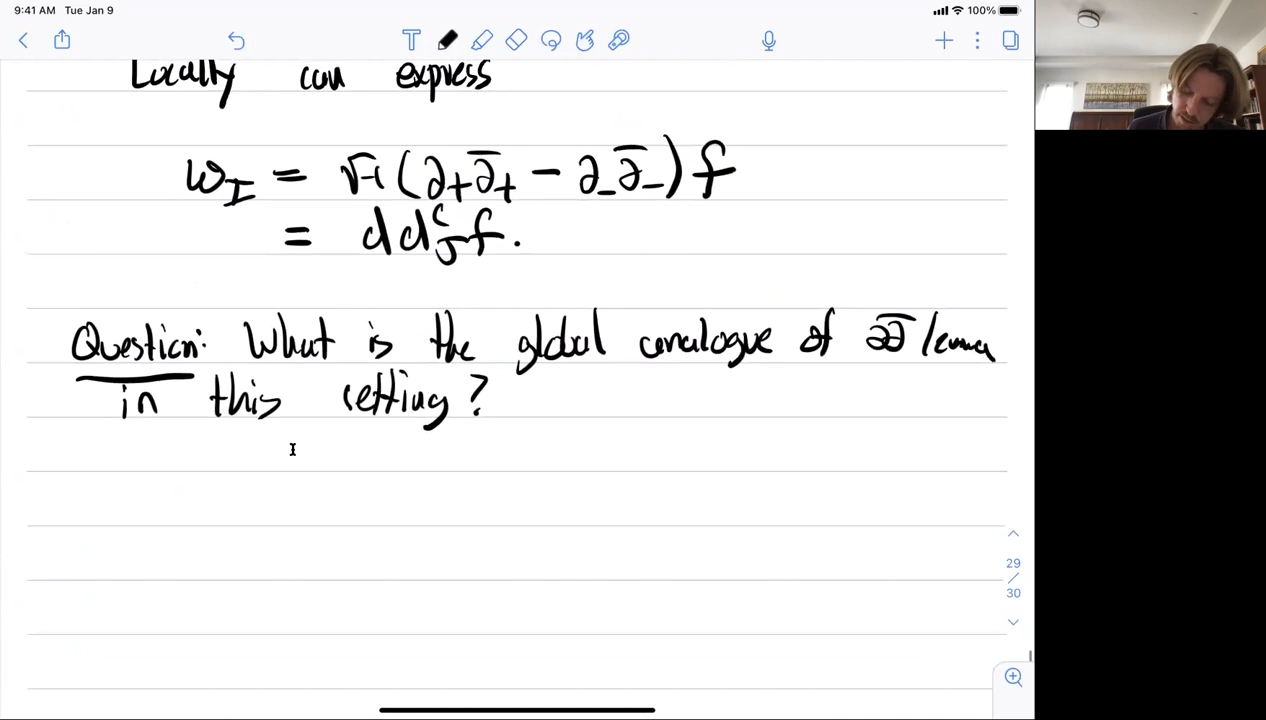 9:41 AM Tue Jan 9
100%
Locally can express
ω_I = √-1 (∂₊∂̄₊ − ∂₋∂̄₋) f
= dd^c_J f.
Question: What is the global analogue of ∂∂̄ lemma
in this setting?
T
29
/
30